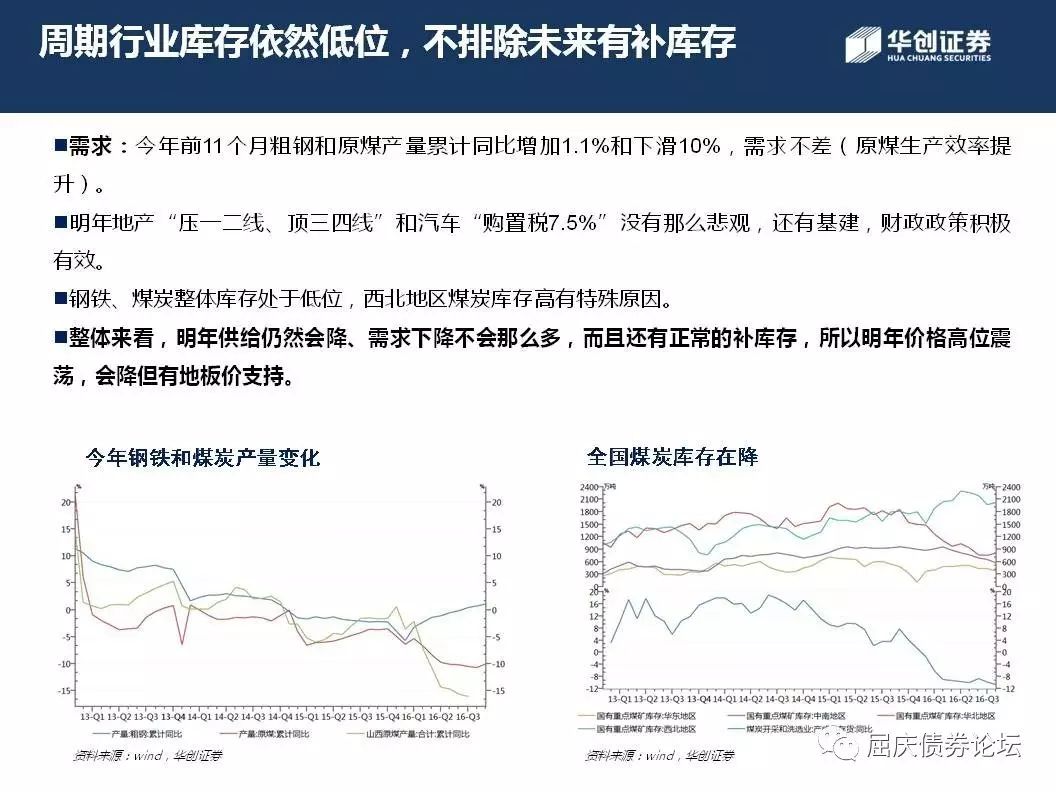 周期行业库存依然低位，不排除未来有补库存
华创证券
HUA CHUANG SECURITIES
■需求：今年前11个月粗钢和原煤产量累计同比增加1.1%和下滑10%，需求不差（原煤生产效率提
升）。
■明年地产“压一二线、顶三四线”和汽车“购置税7.5%”没有那么悲观，还有基建，财政政策积极
有效。
■钢铁、煤炭整体库存处于低位，西北地区煤炭库存高有特殊原因。
■整体来看，明年供给仍然会降、需求下降不会那么多，而且还有正常的补库存，所以明年价格高位震
荡，会降但有地板价支持。
今年钢铁和煤炭产量变化
% %
20 20
15 15
10 10
5 5
0 0
-5 -5
-10 -10
-15 -15
13-Q1 13-Q2 13-Q3 13-Q4 14-Q1 14-Q2 14-Q3 14-Q4 15-Q1 15-Q2 15-Q3 15-Q4 16-Q1 16-Q2 16-Q3
产量:粗钢:累计同比 产量:原煤:累计同比 山西原煤产量:合计:累计同比
资料来源：wind，华创证券
全国煤炭库存在降
2400 万吨 万吨 2400
2100 2100
1800 1800
1500 1500
1200 1200
900 900
600 600
300 300
0 0
20 % % 20
16 16
12 12
8 8
4 4
0 0
-4 -4
-8 -8
-12 -12
13-Q1 13-Q2 13-Q3 13-Q4 14-Q1 14-Q2 14-Q3 14-Q4 15-Q1 15-Q2 15-Q3 15-Q4 16-Q1 16-Q2 16-Q3
国有重点煤矿库存:华东地区 国有重点煤矿库存:中南地区 国有重点煤矿库存:华北地区
国有重点煤矿库存:西北地区 煤炭开采和洗选业:产 存货:同比
资料来源：wind，华创证券
屈庆债券论坛